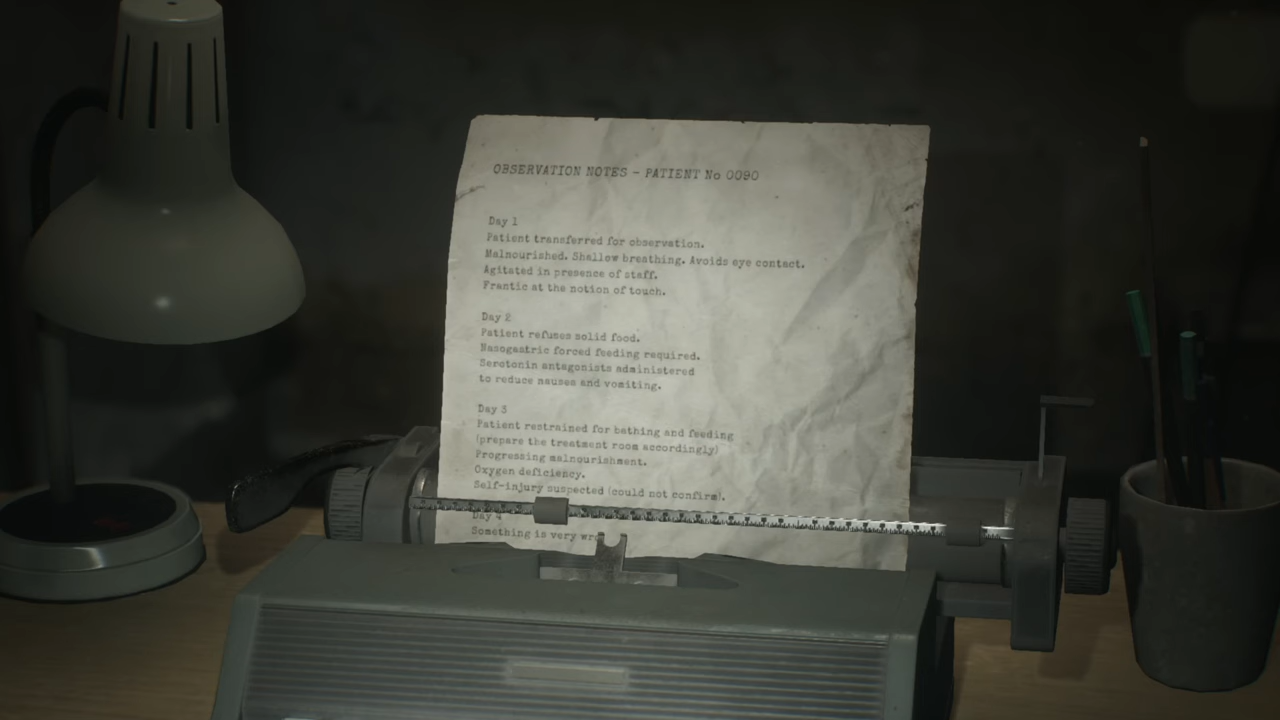 OBSERVATION NOTES - PATIENT No 0090
Day 1
Patient transferred for observation.
Malnourished. Shallow breathing. Avoids eye contact.
Agitated in presence of staff.
Frantic at the notion of touch.
Day 2
Patient refuses solid food.
Nasogastric forced feeding required.
Serotonin antagonists administered
to reduce nausea and vomiting.
Day 3
Patient restrained for bathing and feeding
(prepare the treatment room accordingly)
Progressing malnourishment.
Oxygen deficiency.
Self-injury suspected (could not confirm).
Day 4
Something is very